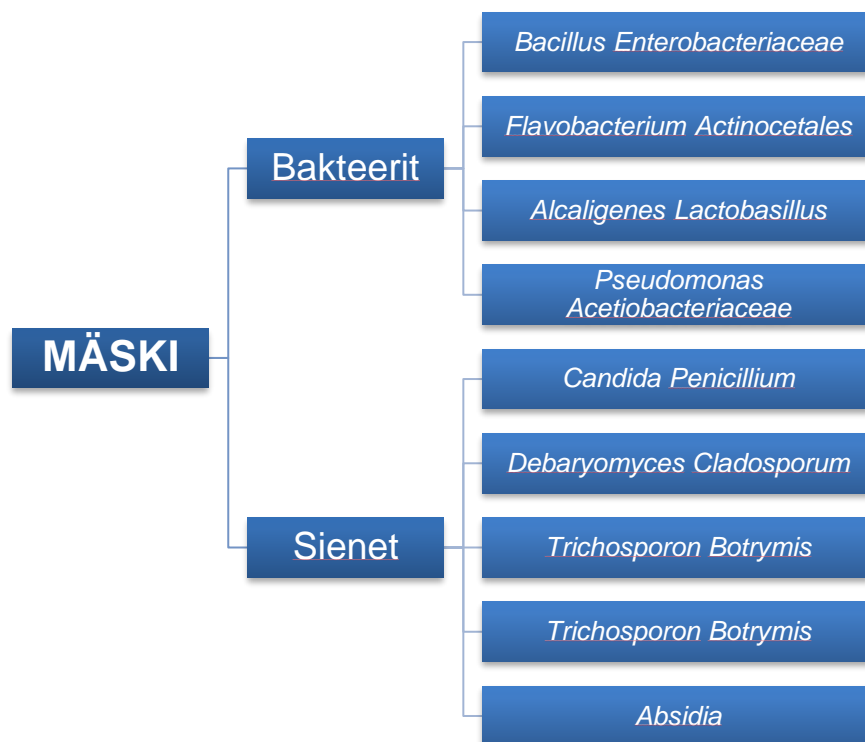 MÄSKI
Bakteerit
Bacillus Enterobacteriaceae
Flavobacterium Actinocetales
Alcaligenes Lactobasillus
Pseudomonas
Acetiobacteriaceae
Sienet
Candida Penicillium
Debaryomyces Cladosporum
Trichosporon Botrymis
Trichosporon Botrymis
Absidia